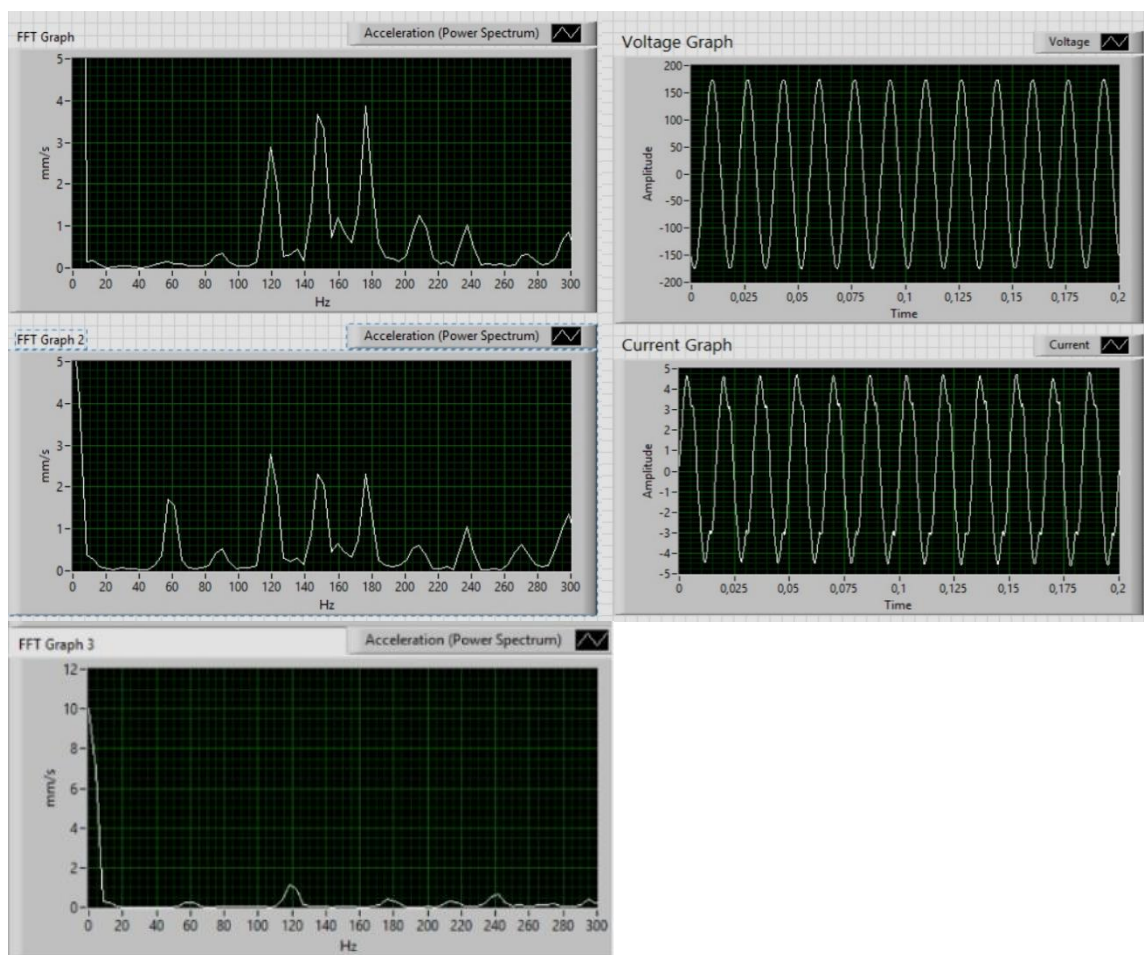 FFT Graph
Acceleration (Power Spectrum)
5
4
3
2
1
0
mm/s
0 20 40 60 80 100 120 140 160 180 200 220 240 260 280 300
Hz
Voltage Graph
Voltage
200
150
100
50
0
-50
-100
-150
-200
Amplitude
0 0,025 0,05 0,075 0,1 0,125 0,15 0,175 0,2
Time
FFT Graph 2
Acceleration (Power Spectrum)
5
4
3
2
1
0
mm/s
0 20 40 60 80 100 120 140 160 180 200 220 240 260 280 300
Hz
Current Graph
Current
5
4
3
2
1
0
-1
-2
-3
-4
-5
Amplitude
0 0,025 0,05 0,075 0,1 0,125 0,15 0,175 0,2
Time
FFT Graph 3
Acceleration (Power Spectrum)
12
10
8
6
4
2
0
mm/s
0 20 40 60 80 100 120 140 160 180 200 220 240 260 280 300
Hz